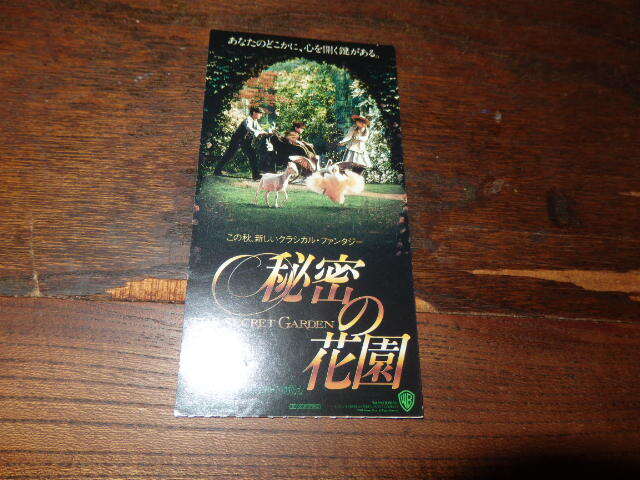 あなたのどこかに、心を開く鍵がある。
この秋、新しいクラシカル・ファンタジー
秘密の花園
SECRET GARDEN
WB